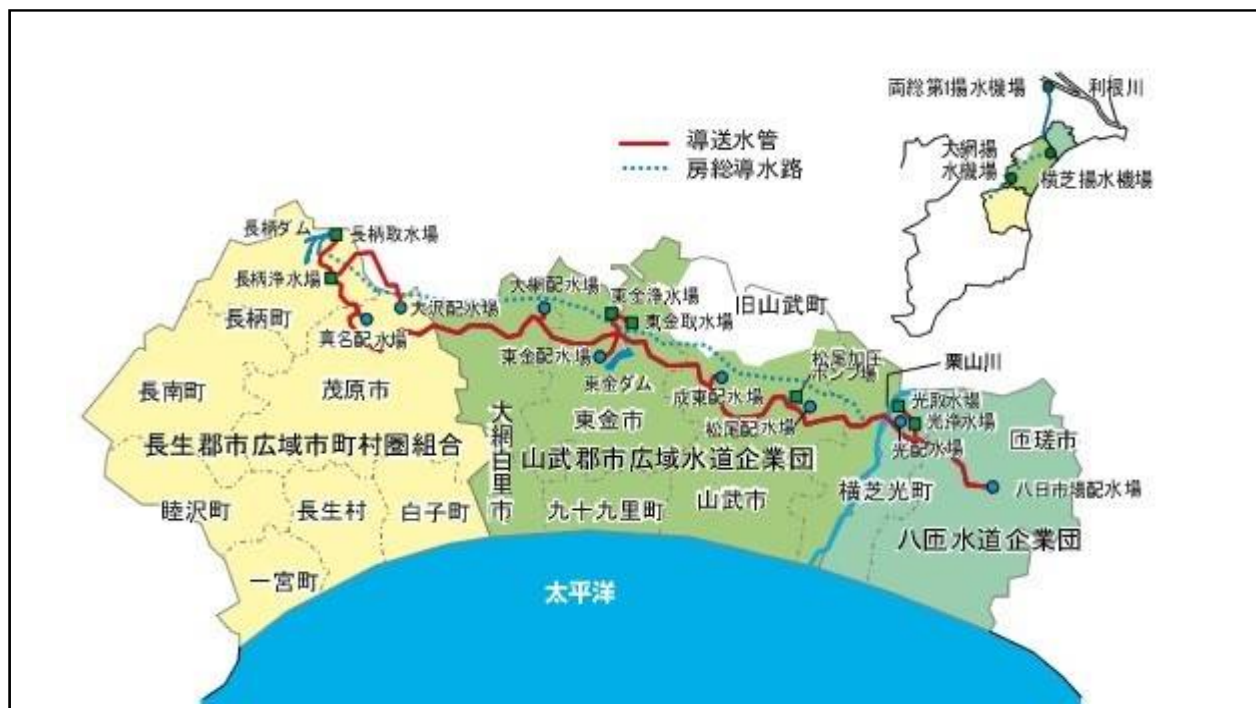 両総第1揚水機場
利根川
大網揚
水機場
横芝揚水機場
導送水管
房総導水路
長柄ダム
長柄取水場
長柄浄水場
大沢配水場
長柄町
真名配水場
長南町
茂原市
長生郡市広域市町村圏組合
睦沢町
長生村
白子町
一宮町
大網配水場
東金浄水場
東金取水場
旧山武町
東金配水場
東金ダム
成東配水場
松尾加圧
ポンプ場
松尾配水場
栗山川
光取水場
光浄水場
光配水場
匝瑳市
八日市場配水場
大網白里市
東金市
山武郡市広域水道企業団
九十九里町
山武市
横芝光町
八匝水道企業団
太平洋